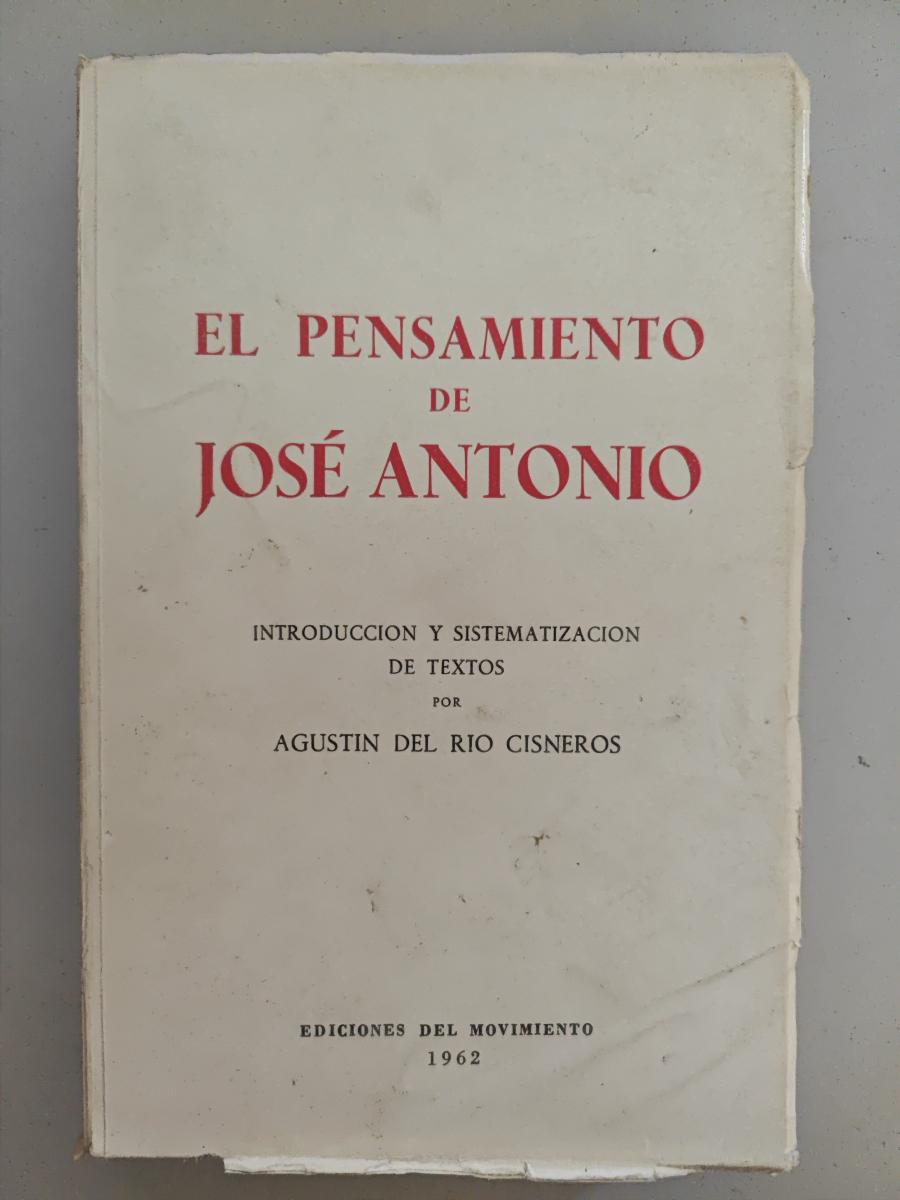 EL PENSAMIENTO
DE
JOSÉ ANTONIO
INTRODUCCION Y SISTEMATIZACION
DE TEXTOS
POR
AGUSTIN DEL RIO CISNEROS
EDICIONES DEL MOVIMIENTO
1962